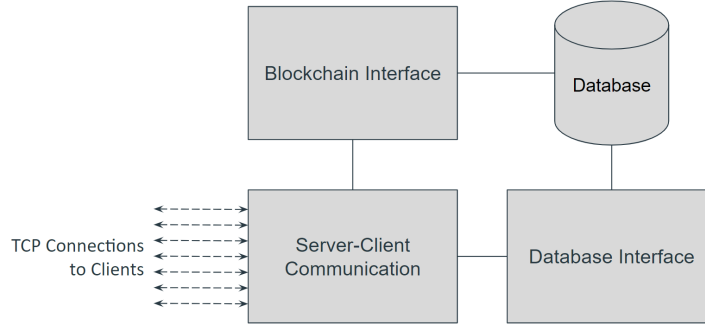 Blockchain Interface
Database
TCP Connections
to Clients
Server-Client
Communication
Database Interface